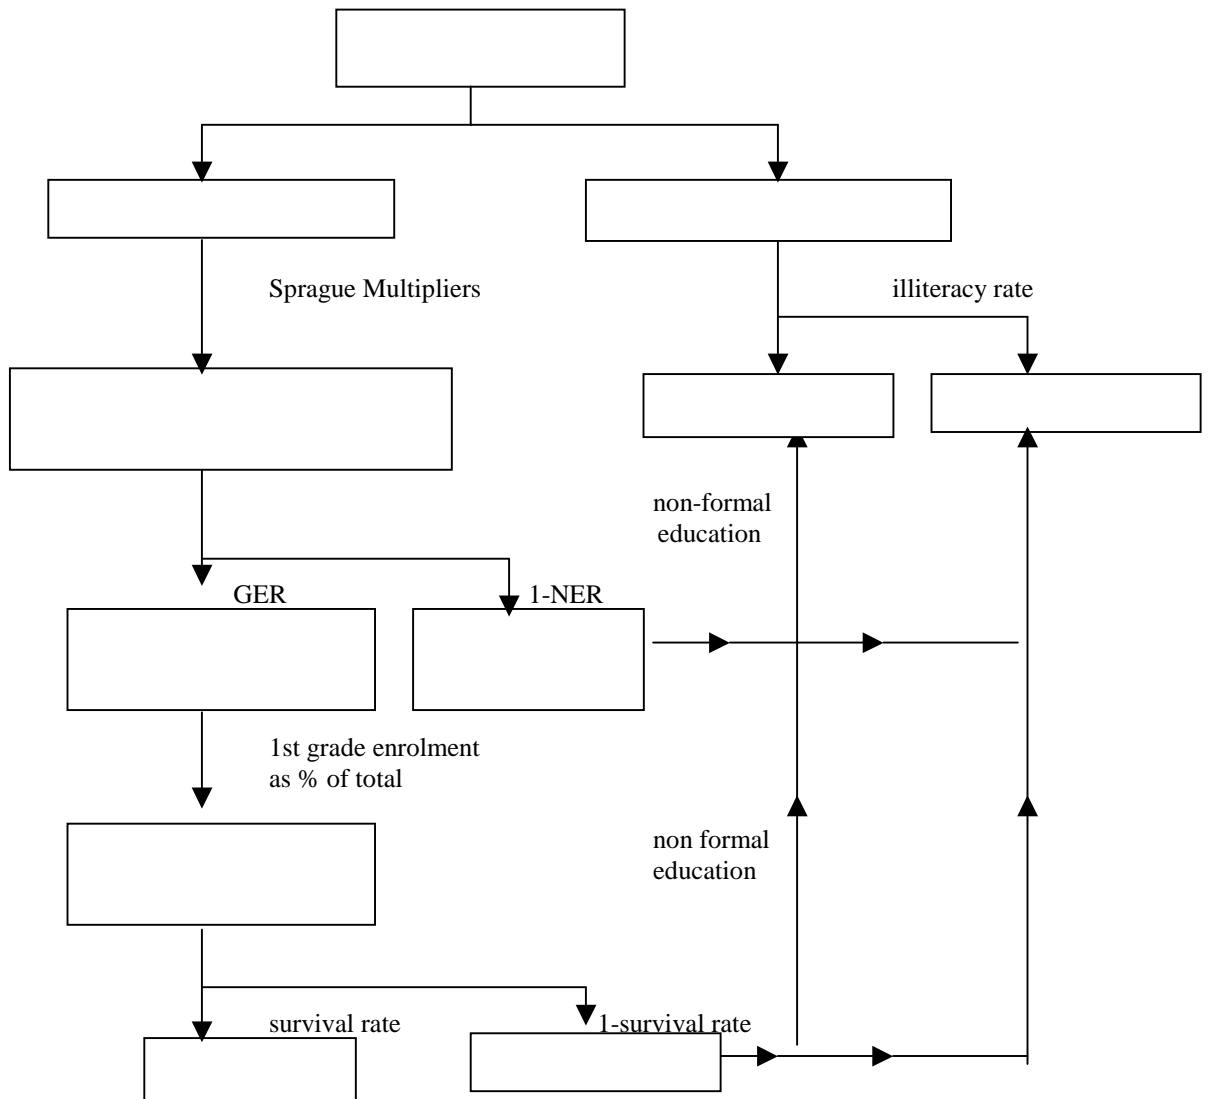 Sprague Multipliers
illiteracy rate
non-formal
education
GER
1-NER
1st grade enrolment
as % of total
non formal
education
survival rate
1-survival rate